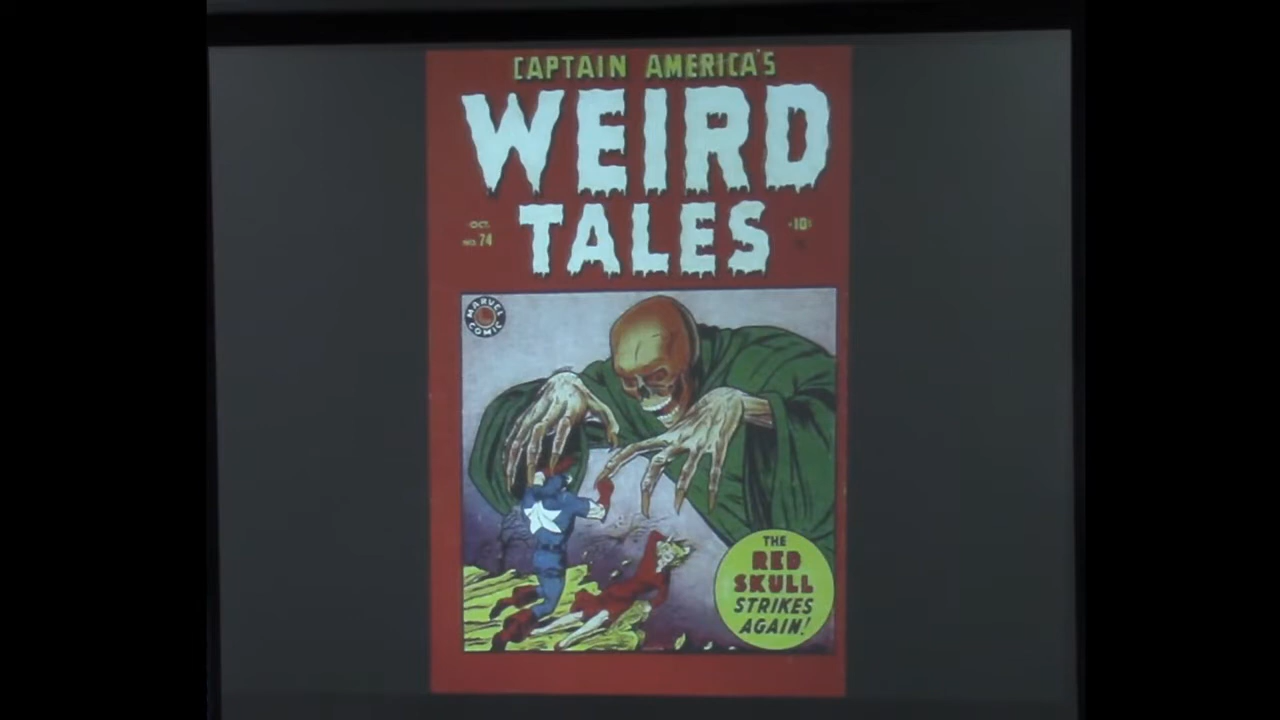 CAPTAIN AMERICA'S
WEIRD
TALES
OCT.
NO. 74
10¢
MARVEL
COMIC
THE
RED
SKULL
STRIKES
AGAIN!